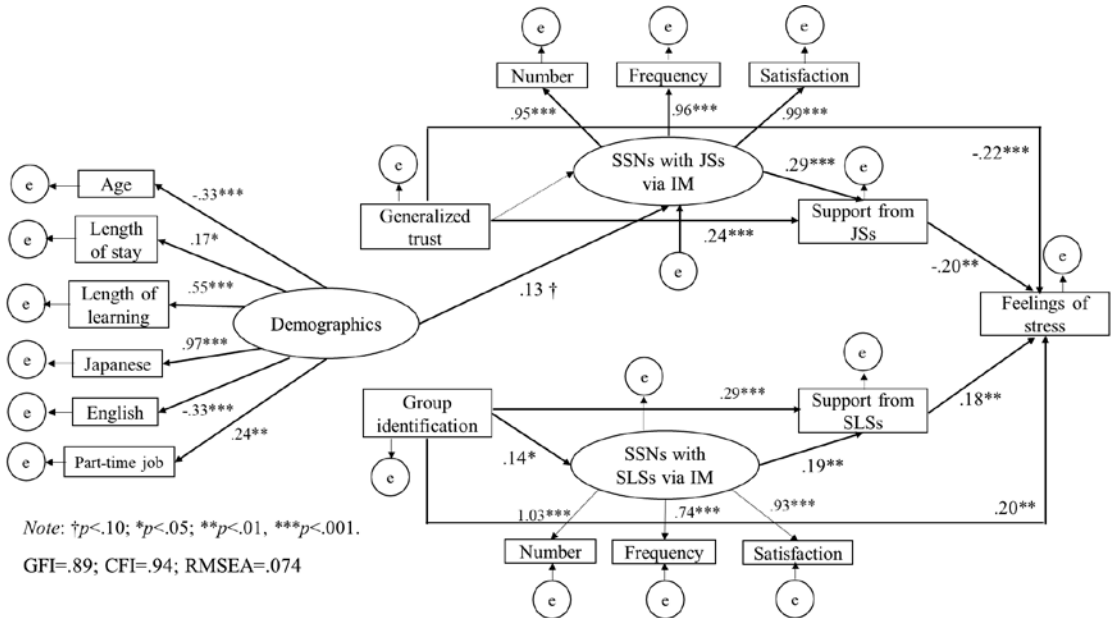 e
e
e
Number
Frequency
Satisfaction
.95***
.96***
.99***
e
SSNs with JSs
via IM
.29***
e
-.22***
Generalized
trust
.24***
Support from
JSs
e
.13 †
-.20**
e
Feelings of
stress
e
Age
-.33***
e
Length
of stay
.17*
e
Length of
learning
.55***
Demographics
e
Japanese
.97***
e
English
-.33***
e
Part-time job
.24**
Group
identification
e
e
.29***
e
Support from
SLSs
.18**
.14*
SSNs with
SLSs via IM
.19**
.20**
1.03***
.74***
.93***
Number
Frequency
Satisfaction
e
e
e
Note: †p<.10; *p<.05; **p<.01, ***p<.001.
GFI=.89; CFI=.94; RMSEA=.074